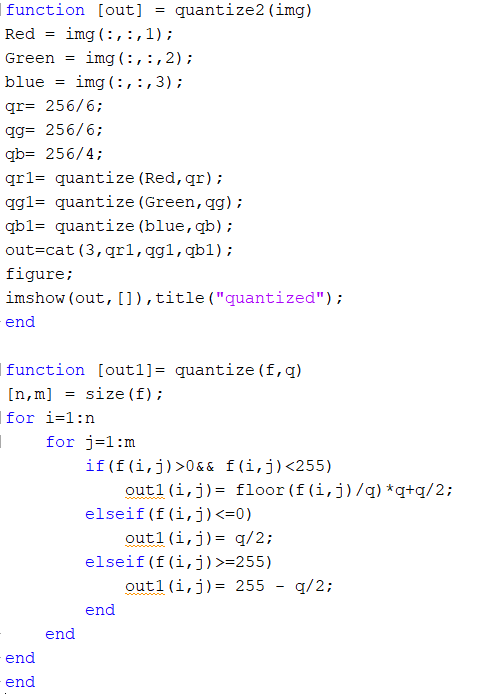 function [out] = quantize2(img)
Red = img(:,:,1);
Green = img(:,:,2);
blue = img(:,:,3);
qr= 256/6;
qg= 256/6;
qb= 256/4;
qr1= quantize(Red,qr);
qg1= quantize(Green,qg);
qb1= quantize(blue,qb);
out=cat(3,qr1,qg1,qb1);
figure;
imshow(out,[]),title("quantized");
end

function [out1]= quantize(f,q)
[n,m] = size(f);
for i=1:n
    for j=1:m
        if(f(i,j)>0&& f(i,j)<255)
            out1(i,j)= floor(f(i,j)/q)*q+q/2;
        elseif(f(i,j)<=0)
            out1(i,j)= q/2;
        elseif(f(i,j)>=255)
            out1(i,j)= 255 - q/2;
        end
    end
end
end